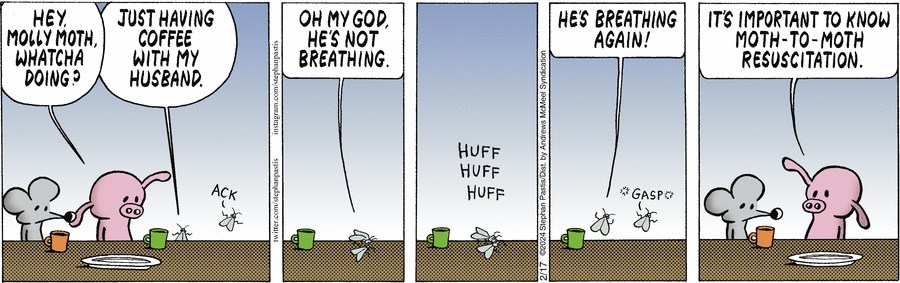 HEY,
MOLLY MOTH,
WHATCHA
DOING?
JUST HAVING
COFFEE
WITH MY
HUSBAND.
ACK
twitter.com/stephanpastis
instagram.com/stephanpastis
OH MY GOD,
HE'S NOT
BREATHING.
HUFF
HUFF
HUFF
2/17 ©2024 Stephan Pastis/Dist. by Andrews McMeel Syndication
HE'S BREATHING
AGAIN!
GASP
IT'S IMPORTANT TO KNOW
MOTH-TO-MOTH
RESUSCITATION.